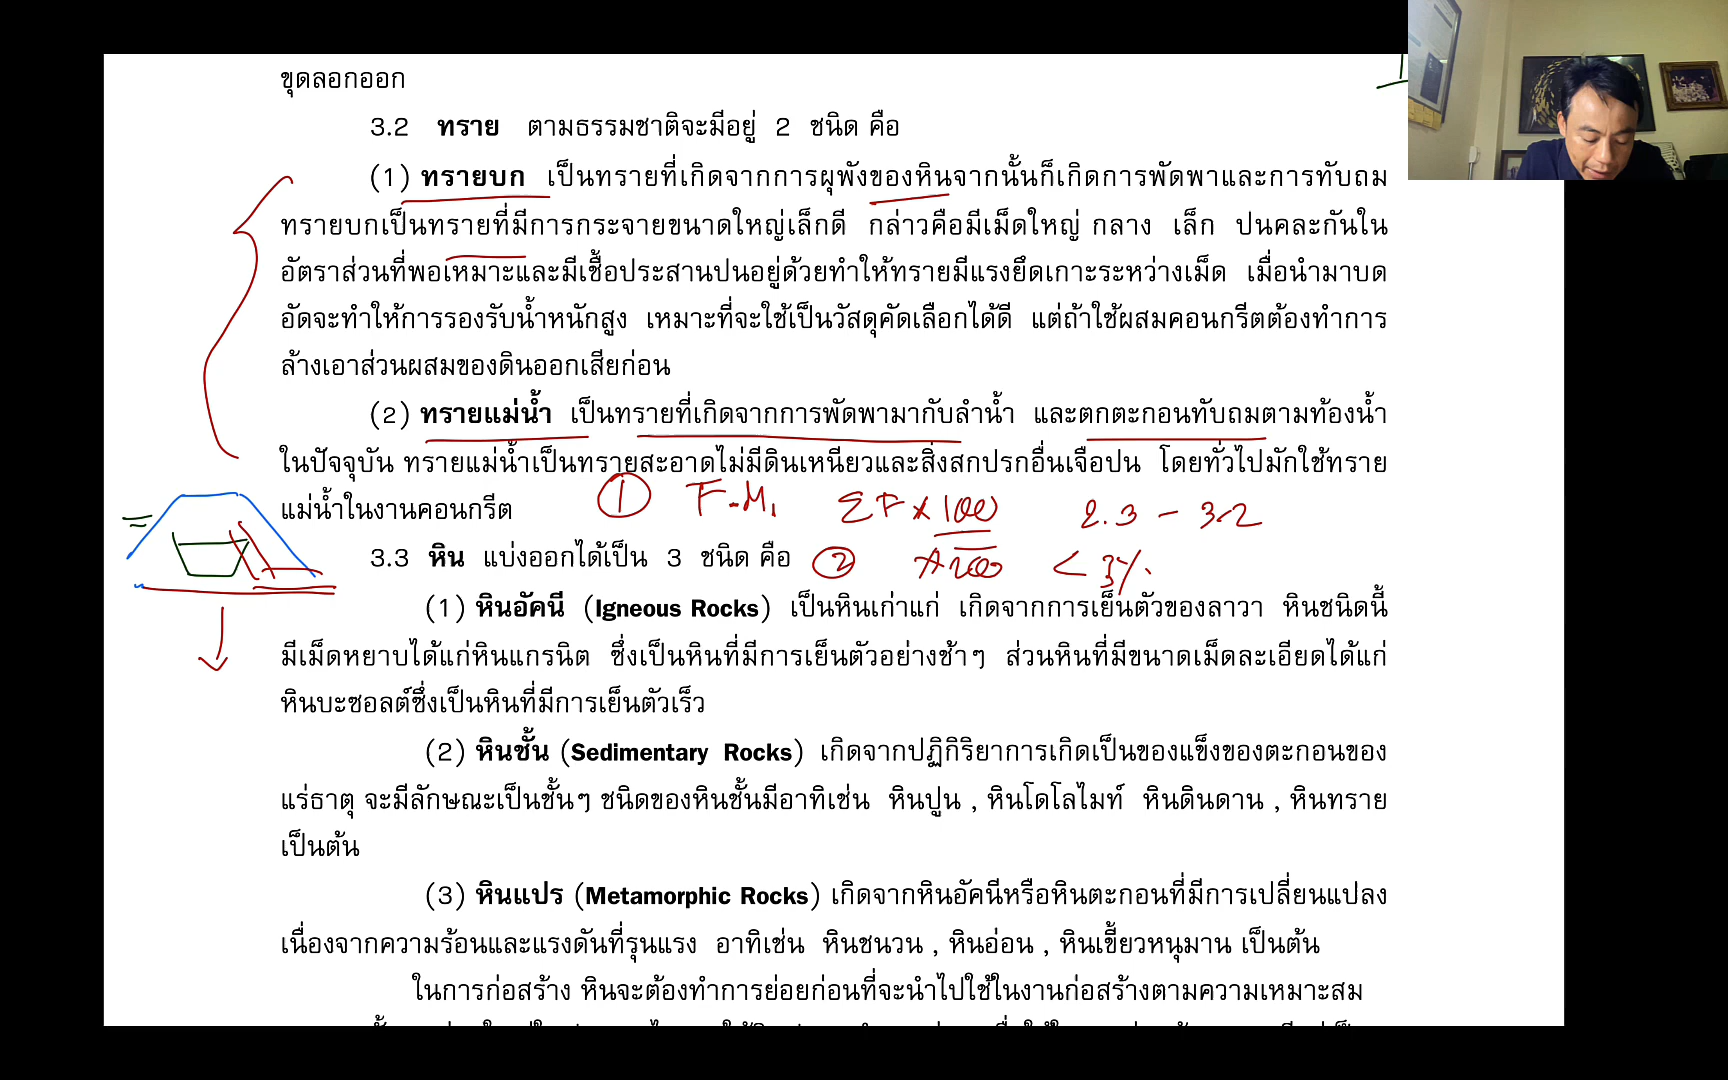 ขุดลอกออก
3.2 ทราย ตามธรรมชาติจะมีอยู่ 2 ชนิด คือ
(1) ทรายบก เป็นทรายที่เกิดจากการผุพังของหินจากนั้นก็เกิดการพัดพาและการทับถม
ทรายบกเป็นทรายที่มีการกระจายขนาดใหญ่เล็กดี กล่าวคือมีเม็ดใหญ่ กลาง เล็ก ปนคละกันใน
อัตราส่วนที่พอเหมาะและมีเชื้อประสานปนอยู่ด้วยทำให้ทรายมีแรงยึดเกาะระหว่างเม็ด เมื่อนำมาบด
อัดจะทำให้การรองรับน้ำหนักสูง เหมาะที่จะใช้เป็นวัสดุคัดเลือกได้ดี แต่ถ้าใช้ผสมคอนกรีตต้องทำการ
ล้างเอาส่วนผสมของดินออกเสียก่อน
(2) ทรายแม่น้ำ เป็นทรายที่เกิดจากการพัดพามากับลำน้ำ และตกตะกอนทับถมตามท้องน้ำ
ในปัจจุบัน ทรายแม่น้ำเป็นทรายสะอาดไม่มีดินเหนียวและสิ่งสกปรกอื่นเจือปน โดยทั่วไปมักใช้ทราย
แม่น้ำในงานคอนกรีต
① F.M. ΣF x 100 2.3 - 3.2
3.3 หิน แบ่งออกได้เป็น 3 ชนิด คือ
② #200 < 3%
(1) หินอัคนี (Igneous Rocks) เป็นหินเก่าแก่ เกิดจากการเย็นตัวของลาวา หินชนิดนี้
มีเม็ดหยาบได้แก่หินแกรนิต ซึ่งเป็นหินที่มีการเย็นตัวอย่างช้าๆ ส่วนหินที่มีขนาดเม็ดละเอียดได้แก่
หินบะซอลต์ซึ่งเป็นหินที่มีการเย็นตัวเร็ว
(2) หินชั้น (Sedimentary Rocks) เกิดจากปฏิกิริยาการเกิดเป็นของแข็งของตะกอนของ
แร่ธาตุ จะมีลักษณะเป็นชั้นๆ ชนิดของหินชั้นมีอาทิเช่น หินปูน , หินโดโลไมท์ หินดินดาน , หินทราย
เป็นต้น
(3) หินแปร (Metamorphic Rocks) เกิดจากหินอัคนีหรือหินตะกอนที่มีการเปลี่ยนแปลง
เนื่องจากความร้อนและแรงดันที่รุนแรง อาทิเช่น หินชนวน , หินอ่อน , หินเขี้ยวหนุมาน เป็นต้น
ในการก่อสร้าง หินจะต้องทำการย่อยก่อนที่จะนำไปใช้ในงานก่อสร้างตามความเหมาะสม